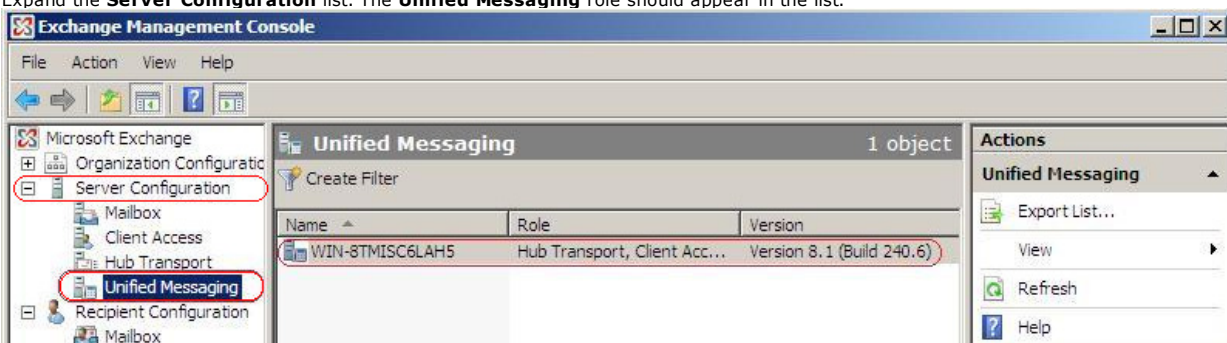 Expand the Server Configuration list. The Unified Messaging role should appear in the list.
Exchange Management Console
File Action View Help
Microsoft Exchange
Organization Configuratic
Server Configuration
Mailbox
Client Access
Hub Transport
Unified Messaging
Recipient Configuration
Mailbox
Unified Messaging 1 object
Create Filter
Name Role Version
WIN-8TMISC6LAH5 Hub Transport, Client Acc... Version 8.1 (Build 240.6)
Actions
Unified Messaging
Export List...
View
Refresh
Help